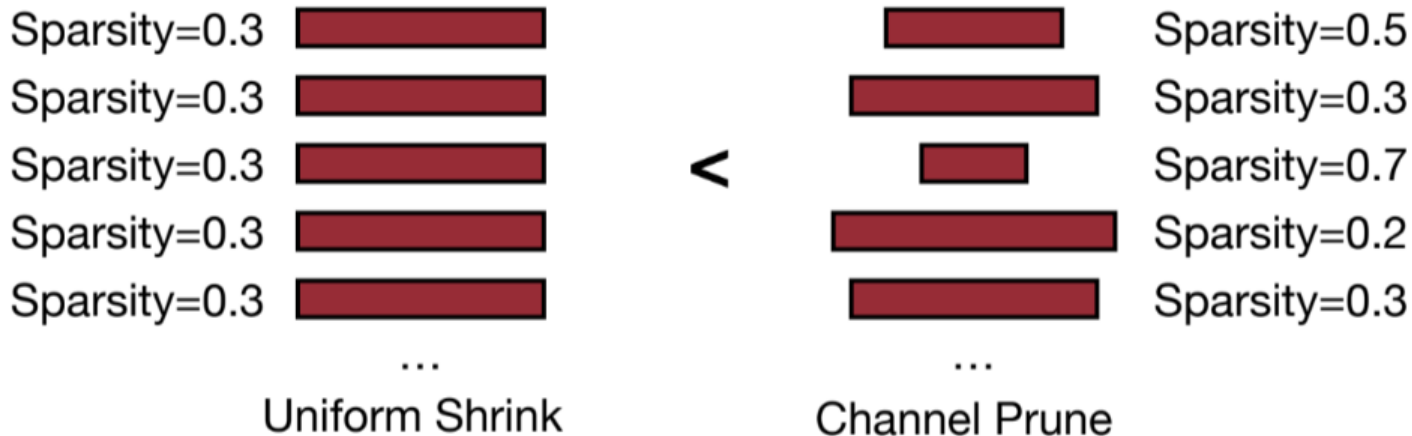 Sparsity=0.3 Sparsity=0.5
Sparsity=0.3 Sparsity=0.3
Sparsity=0.3 < Sparsity=0.7
Sparsity=0.3 Sparsity=0.2
Sparsity=0.3 Sparsity=0.3
... ...
Uniform Shrink Channel Prune